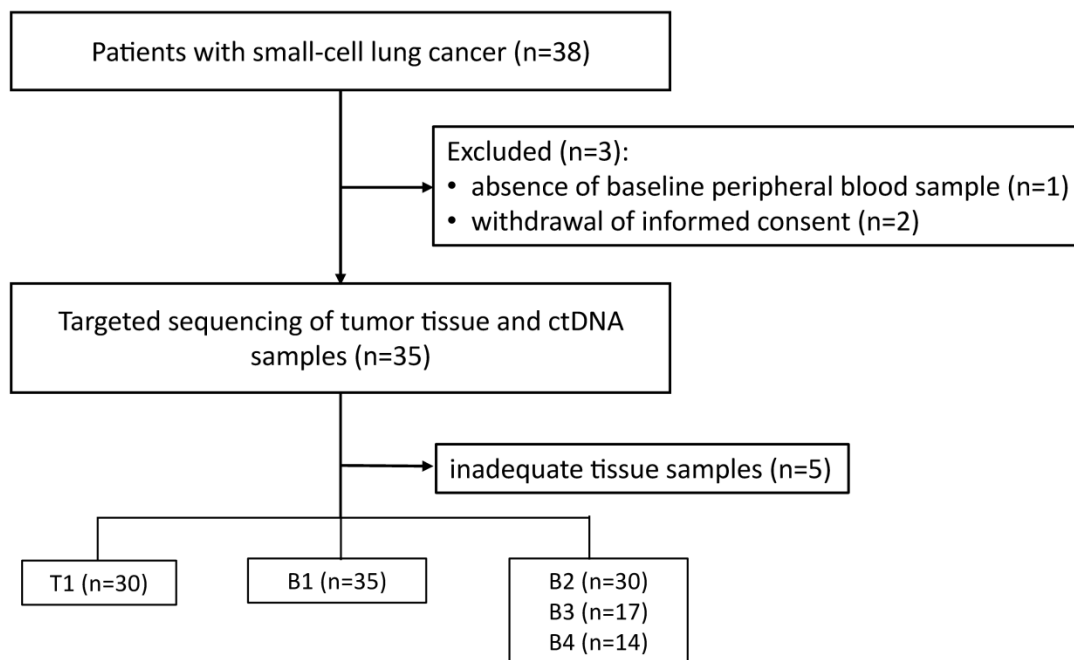 Patients with small-cell lung cancer (n=38)
Excluded (n=3):
• absence of baseline peripheral blood sample (n=1)
• withdrawal of informed consent (n=2)
Targeted sequencing of tumor tissue and ctDNA
samples (n=35)
inadequate tissue samples (n=5)
T1 (n=30)
B1 (n=35)
B2 (n=30)
B3 (n=17)
B4 (n=14)